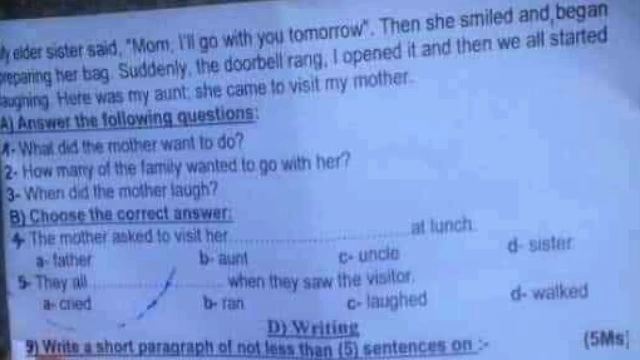 My elder sister said, "Mom, I'll go with you tomorrow". Then she smiled and began
preparing her bag. Suddenly, the doorbell rang, I opened it and then we all started
laughing. Here was my aunt; she came to visit my mother.
A) Answer the following questions:
1- What did the mother want to do?
2- How many of the family wanted to go with her?
3- When did the mother laugh?
B) Choose the correct answer:
4- The mother asked to visit her.............................. at lunch.
a- father b- aunt c- uncle d- sister
5- They all .......................... when they saw the visitor.
a- cried b- ran c- laughed d- walked
D) Writing
9) Write a short paragraph of not less than (5) sentences on :- (5Ms)